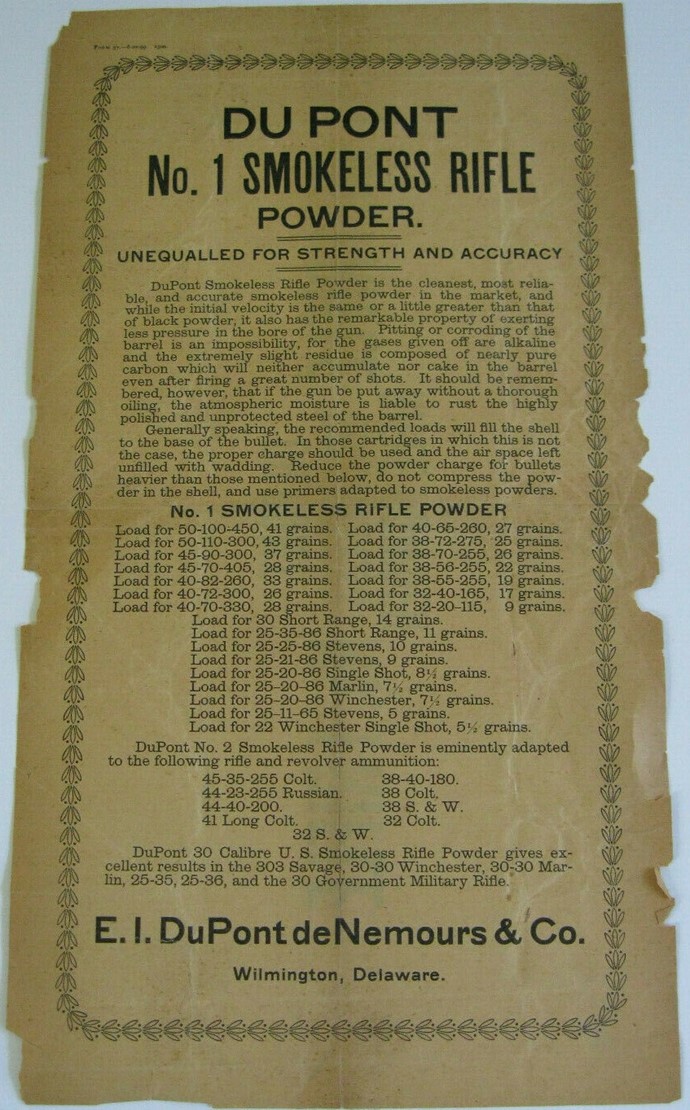 DU PONT
No. 1 SMOKELESS RIFLE
POWDER.
UNEQUALLED FOR STRENGTH AND ACCURACY
DuPont Smokeless Rifle Powder is the cleanest, most relia-
ble, and accurate smokeless rifle powder in the market, and
while the initial velocity is the same or a little greater than that
of black powder, it also has the remarkable property of exerting
less pressure in the bore of the gun. Pitting or corroding of the
barrel is an impossibility, for the gases given off are alkaline
and the extremely slight residue is composed of nearly pure
carbon which will neither accumulate nor cake in the barrel
even after firing a great number of shots. It should be remem-
bered, however, that if the gun be put away without a thorough
oiling, the atmospheric moisture is liable to rust the highly
polished and unprotected steel of the barrel.
Generally speaking, the recommended loads will fill the shell
to the base of the bullet. In those cartridges in which this is not
the case, the proper charge should be used and the air space left
unfilled with wadding. Reduce the powder charge for bullets
heavier than those mentioned below, do not compress the pow-
der in the shell, and use primers adapted to smokeless powders.
No. 1 SMOKELESS RIFLE POWDER
Load for 50-100-450, 41 grains. Load for 40-65-260, 27 grains.
Load for 50-110-300, 43 grains. Load for 38-72-275, 25 grains.
Load for 45-90-300, 37 grains. Load for 38-70-255, 26 grains.
Load for 45-70-405, 28 grains. Load for 38-56-255, 22 grains.
Load for 40-82-260, 33 grains. Load for 38-55-255, 19 grains.
Load for 40-72-300, 26 grains. Load for 32-40-165, 17 grains.
Load for 40-70-330, 28 grains. Load for 32-20-115, 9 grains.
Load for 30 Short Range, 14 grains.
Load for 25-35-86 Short Range, 11 grains.
Load for 25-25-86 Stevens, 10 grains.
Load for 25-21-86 Stevens, 9 grains.
Load for 25-20-86 Single Shot, 8½ grains.
Load for 25-20-86 Marlin, 7½ grains.
Load for 25-20-86 Winchester, 7½ grains.
Load for 25-11-65 Stevens, 5 grains.
Load for 22 Winchester Single Shot, 5½ grains.
DuPont No. 2 Smokeless Rifle Powder is eminently adapted
to the following rifle and revolver ammunition:
45-35-255 Colt. 38-40-180.
44-23-255 Russian. 38 Colt.
44-40-200. 38 S. & W.
41 Long Colt. 32 Colt.
32 S. & W.
DuPont 30 Calibre U. S. Smokeless Rifle Powder gives ex-
cellent results in the 303 Savage, 30-30 Winchester, 30-30 Mar-
lin, 25-35, 25-36, and the 30 Government Military Rifle.
E. I. DuPont de Nemours & Co.
Wilmington, Delaware.